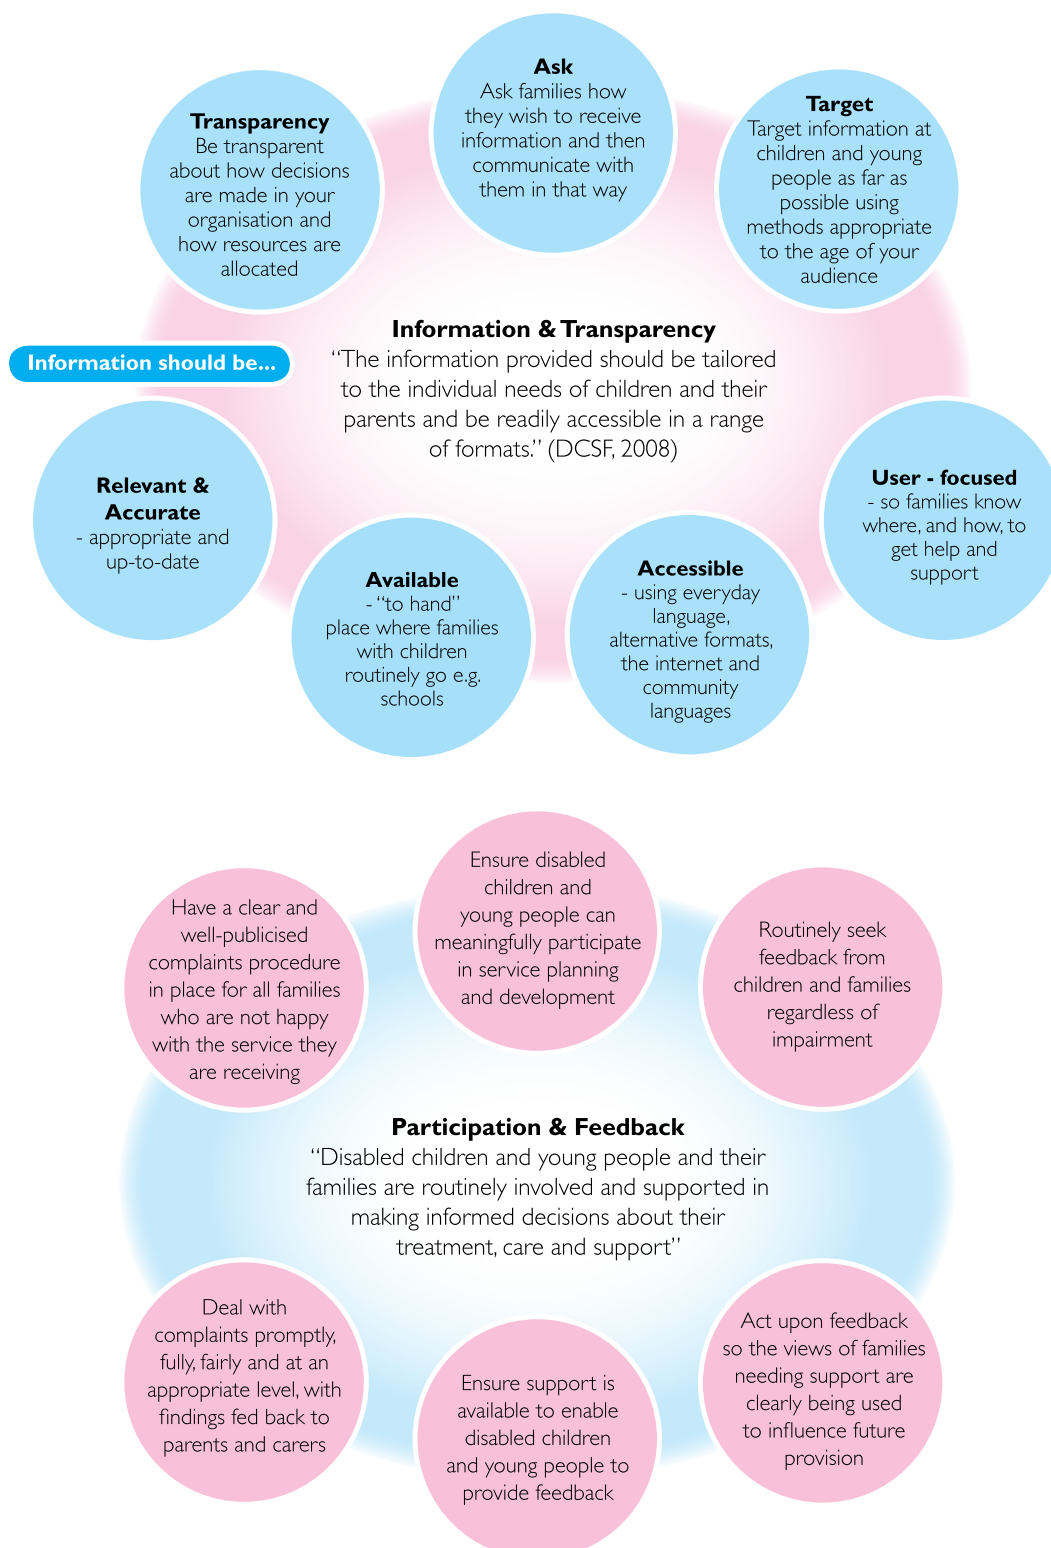 Transparency
Be transparent
about how decisions
are made in your
organisation and
how resources are
allocated
Ask
Ask families how
they wish to receive
information and then
communicate with
them in that way
Target
Target information at
children and young
people as far as
possible using
methods appropriate
to the age of your
audience
Information & Transparency
“The information provided should be tailored
to the individual needs of children and their
parents and be readily accessible in a range
of formats.” (DCSF, 2008)
Information should be...
Relevant &
Accurate
- appropriate and
up-to-date
Available
- “to hand”
place where families
with children
routinely go e.g.
schools
Accessible
- using everyday
language,
alternative formats,
the internet and
community
languages
User - focused
- so families know
where, and how, to
get help and
support
Have a clear and
well-publicised
complaints procedure
in place for all families
who are not happy
with the service they
are receiving
Ensure disabled
children and
young people can
meaningfully participate
in service planning
and development
Routinely seek
feedback from
children and families
regardless of
impairment
Participation & Feedback
“Disabled children and young people and their
families are routinely involved and supported in
making informed decisions about their
treatment, care and support”
Deal with
complaints promptly,
fully, fairly and at an
appropriate level, with
findings fed back to
parents and carers
Ensure support is
available to enable
disabled children
and young people to
provide feedback
Act upon feedback
so the views of families
needing support are
clearly being used
to influence future
provision